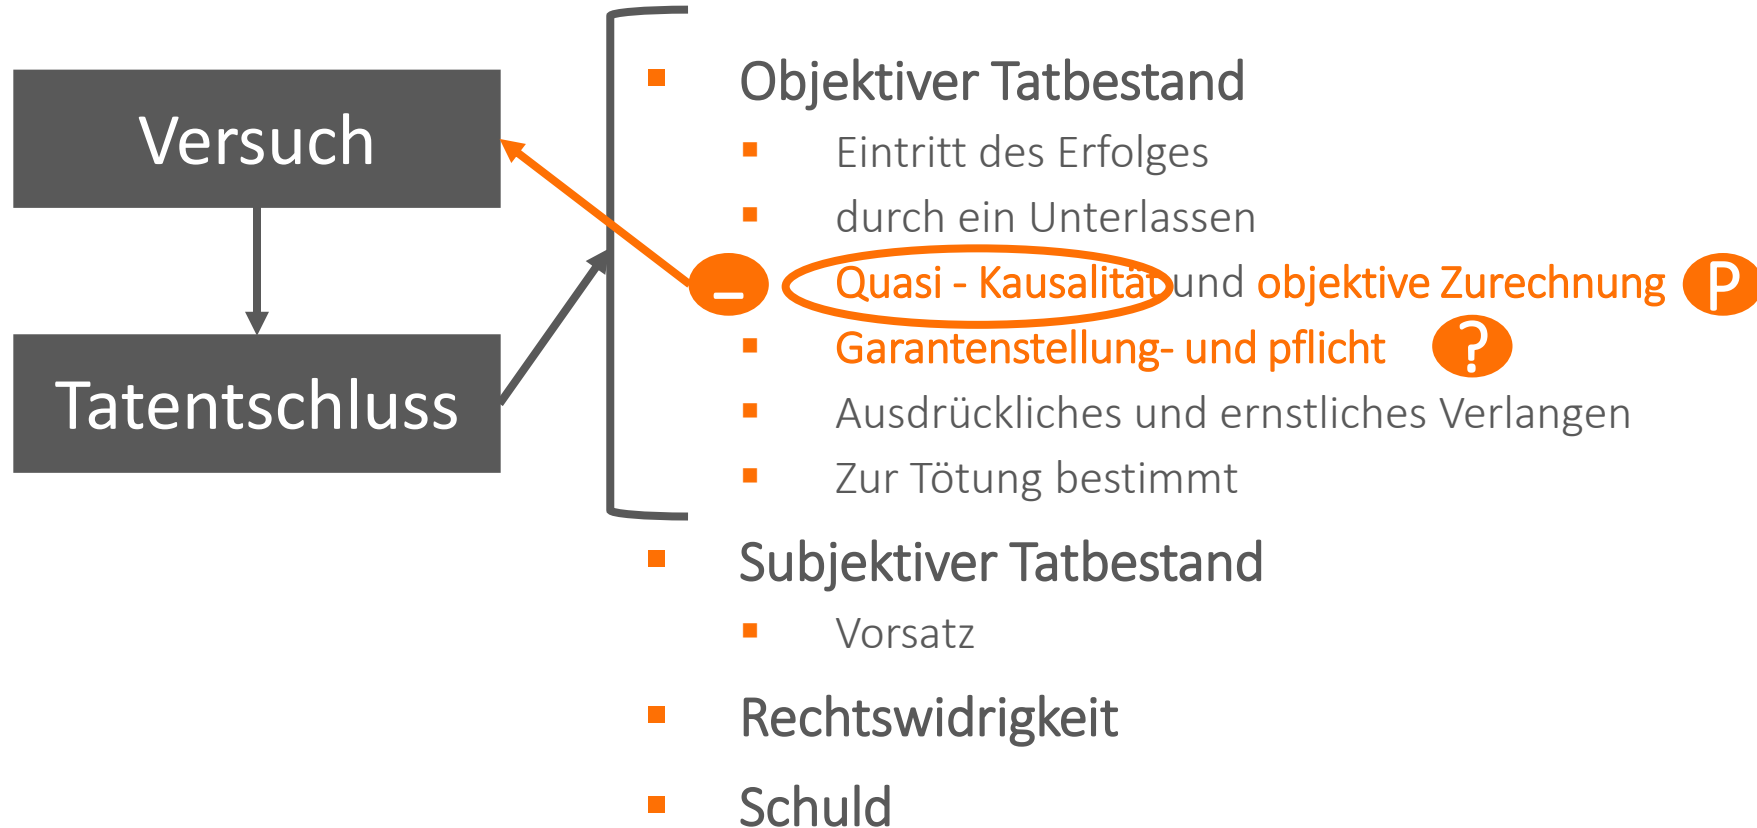 Versuch
Tatentschluss
Objektiver Tatbestand
Eintritt des Erfolges
durch ein Unterlassen
– Quasi - Kausalität und objektive Zurechnung P
Garantenstellung- und pflicht ?
Ausdrückliches und ernstliches Verlangen
Zur Tötung bestimmt
Subjektiver Tatbestand
Vorsatz
Rechtswidrigkeit
Schuld